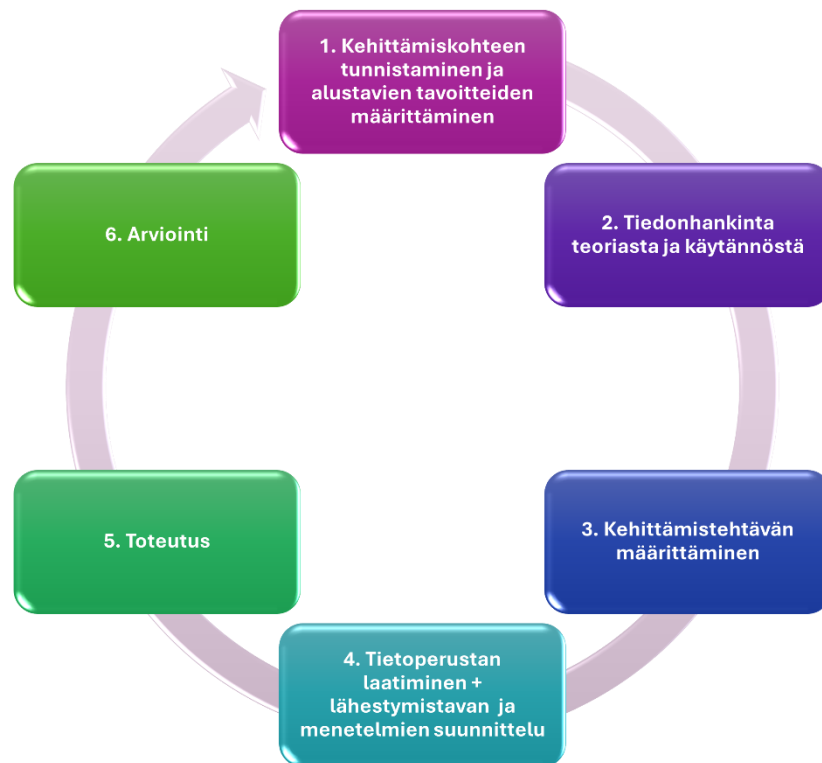 1. Kehittämiskohteen
tunnistaminen ja
alustavien tavoitteiden
määrittäminen
2. Tiedonhankinta
teoriasta ja käytännöstä
3. Kehittämistehtävän
määrittäminen
4. Tietoperustan
laatiminen +
lähestymistavan ja
menetelmien suunnittelu
5. Toteutus
6. Arviointi